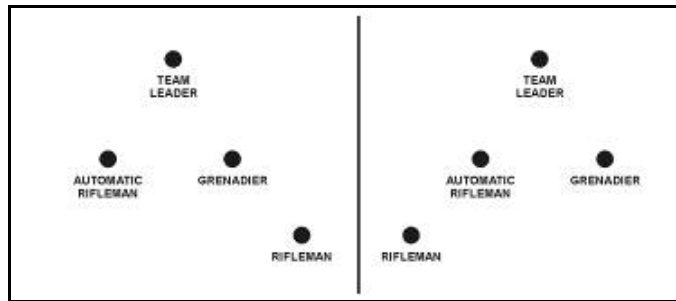 TEAM
LEADER
AUTOMATIC
RIFLEMAN
GRENADIER
RIFLEMAN
TEAM
LEADER
AUTOMATIC
RIFLEMAN
GRENADIER
RIFLEMAN